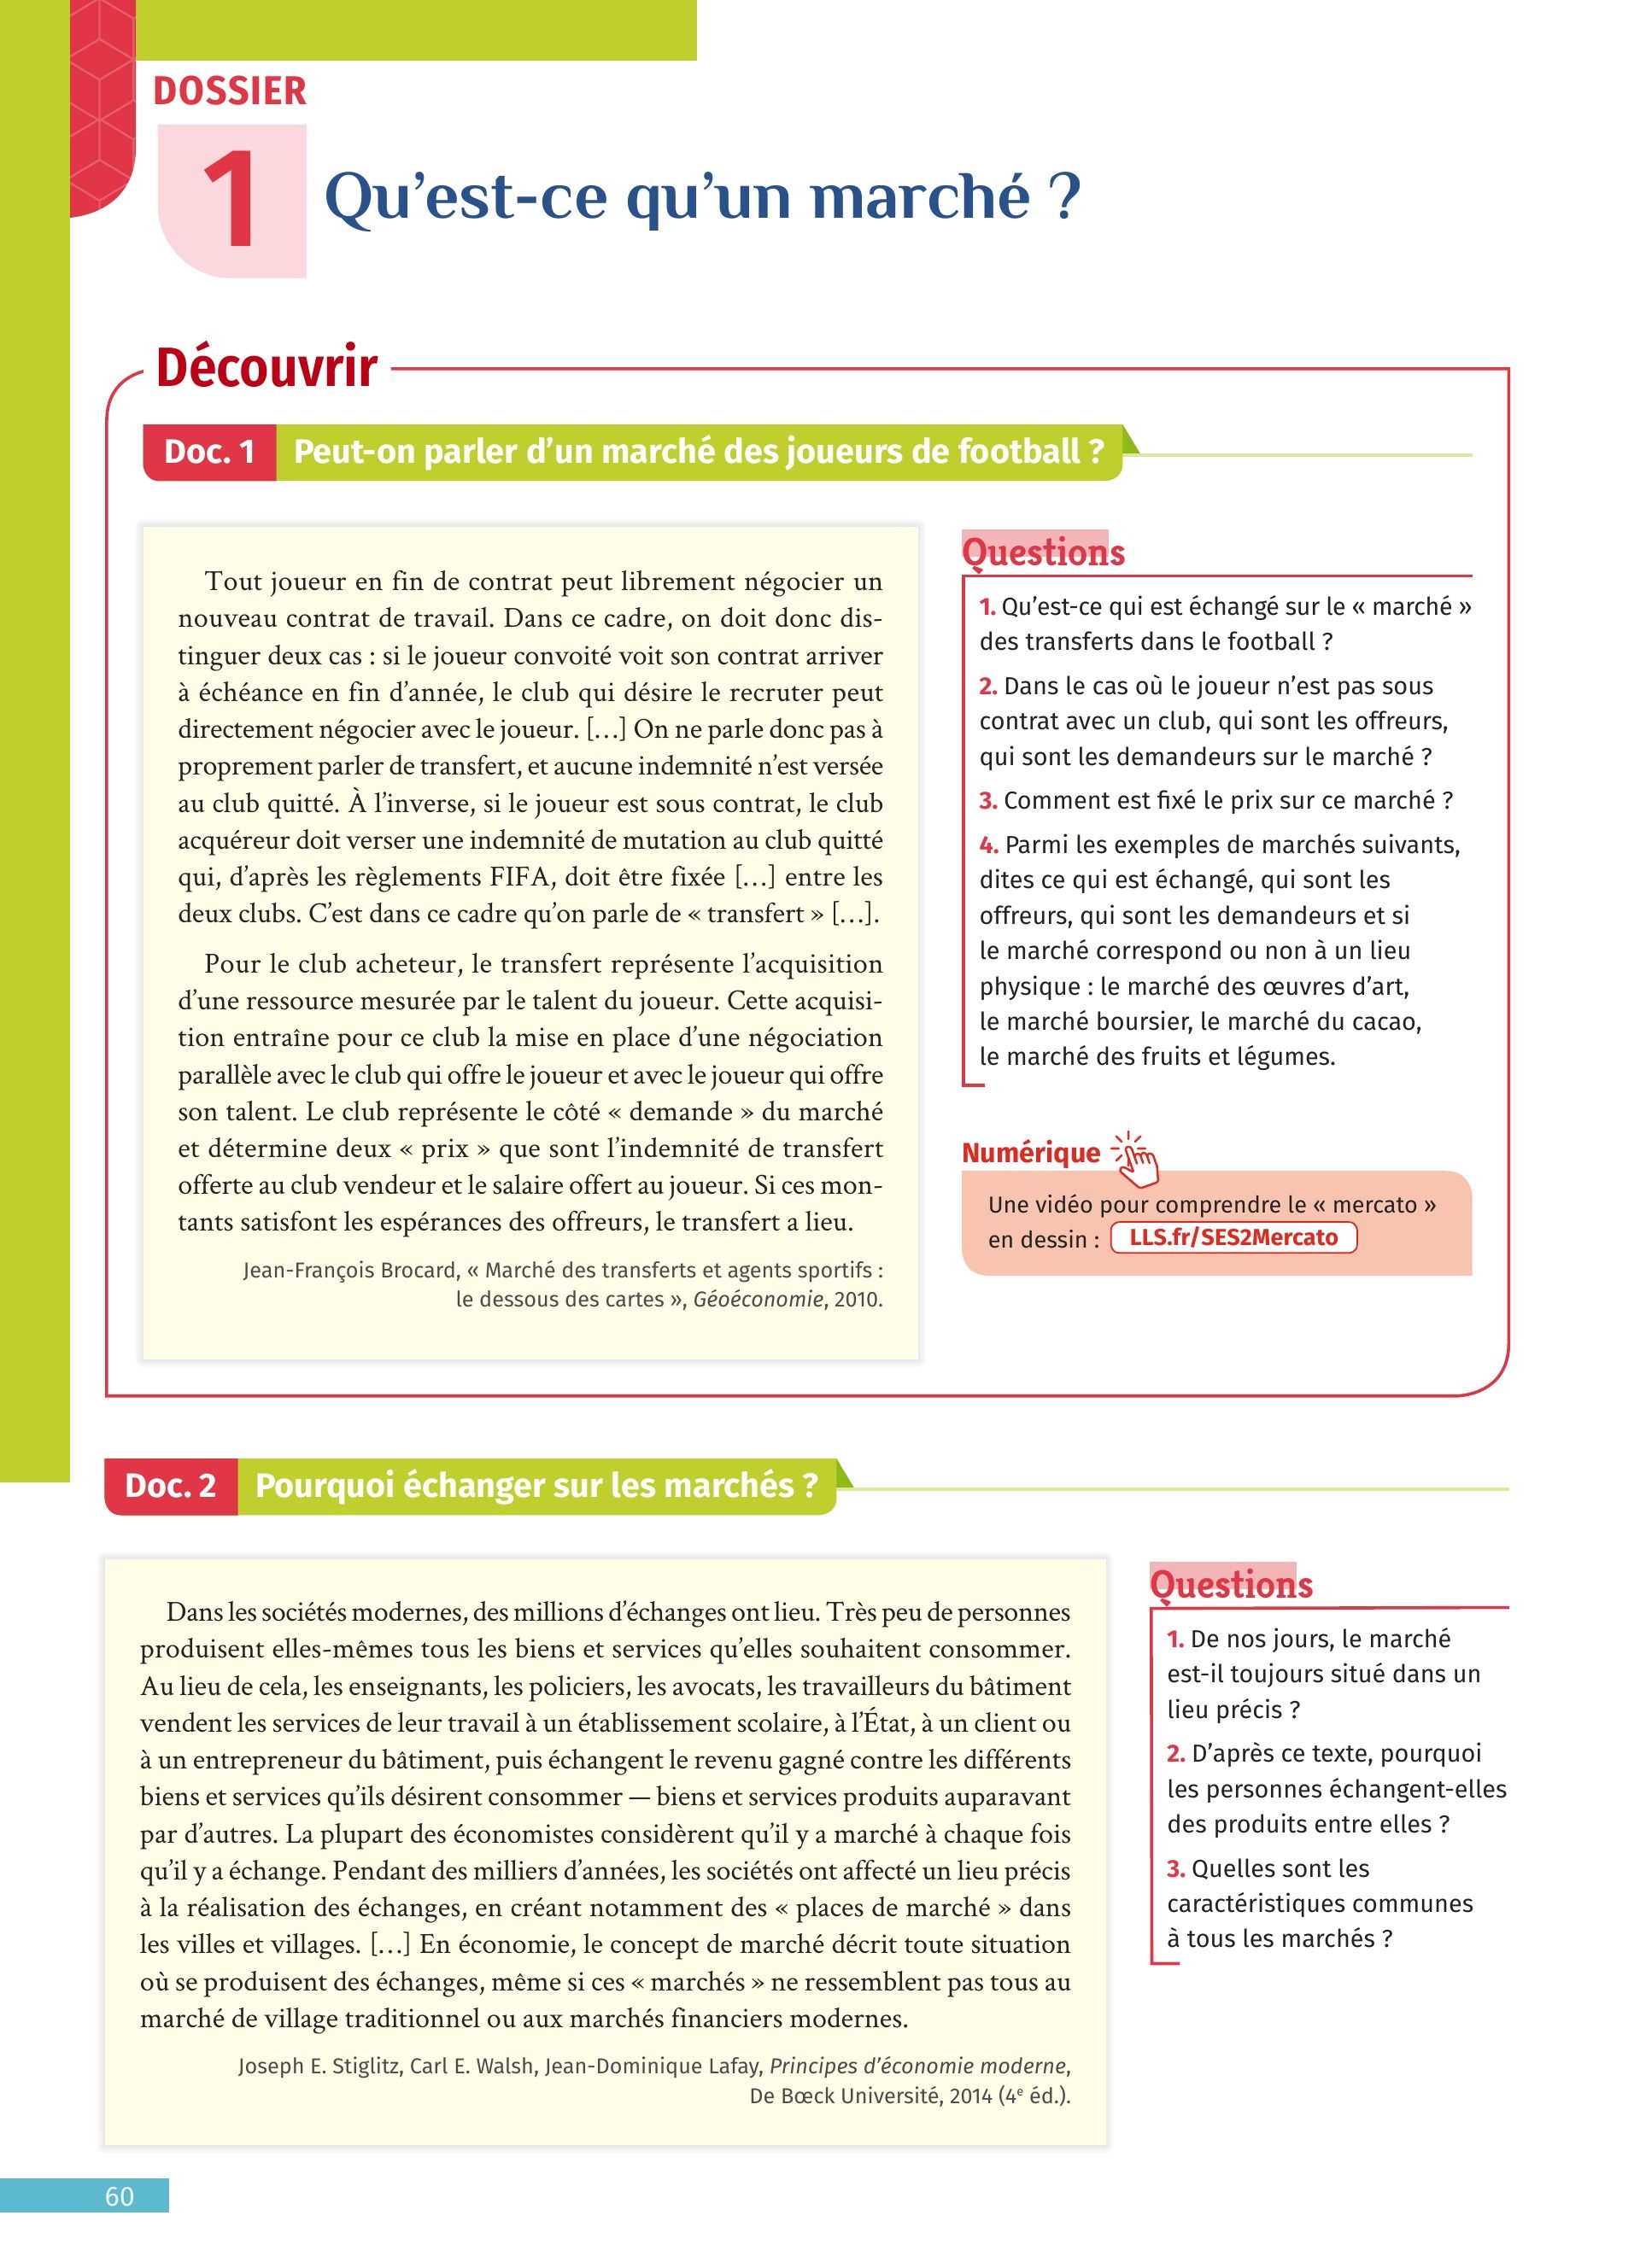 DOSSIER
1
Qu’est-ce qu’un marché ?
Découvrir
Doc. 1 Peut-on parler d’un marché des joueurs de football ?
Tout joueur en fin de contrat peut librement négocier un
nouveau contrat de travail. Dans ce cadre, on doit donc dis-
tinguer deux cas : si le joueur convoité voit son contrat arriver
à échéance en fin d’année, le club qui désire le recruter peut
directement négocier avec le joueur. […] On ne parle donc pas à
proprement parler de transfert, et aucune indemnité n’est versée
au club quitté. À l’inverse, si le joueur est sous contrat, le club
acquéreur doit verser une indemnité de mutation au club quitté
qui, d’après les règlements FIFA, doit être fixée […] entre les
deux clubs. C’est dans ce cadre qu’on parle de « transfert » […].
Pour le club acheteur, le transfert représente l’acquisition
d’une ressource mesurée par le talent du joueur. Cette acquisi-
tion entraîne pour ce club la mise en place d’une négociation
parallèle avec le club qui offre le joueur et avec le joueur qui offre
son talent. Le club représente le côté « demande » du marché
et détermine deux « prix » que sont l’indemnité de transfert
offerte au club vendeur et le salaire offert au joueur. Si ces mon-
tants satisfont les espérances des offreurs, le transfert a lieu.
Jean-François Brocard, « Marché des transferts et agents sportifs :
le dessous des cartes », Géoéconomie, 2010.
Questions
1. Qu’est-ce qui est échangé sur le « marché »
des transferts dans le football ?
2. Dans le cas où le joueur n’est pas sous
contrat avec un club, qui sont les offreurs,
qui sont les demandeurs sur le marché ?
3. Comment est fixé le prix sur ce marché ?
4. Parmi les exemples de marchés suivants,
dites ce qui est échangé, qui sont les
offreurs, qui sont les demandeurs et si
le marché correspond ou non à un lieu
physique : le marché des œuvres d’art,
le marché boursier, le marché du cacao,
le marché des fruits et légumes.
Numérique
Une vidéo pour comprendre le « mercato »
en dessin : LLS.fr/SES2Mercato
Doc. 2 Pourquoi échanger sur les marchés ?
Dans les sociétés modernes, des millions d’échanges ont lieu. Très peu de personnes
produisent elles-mêmes tous les biens et services qu’elles souhaitent consommer.
Au lieu de cela, les enseignants, les policiers, les avocats, les travailleurs du bâtiment
vendent les services de leur travail à un établissement scolaire, à l’État, à un client ou
à un entrepreneur du bâtiment, puis échangent le revenu gagné contre les différents
biens et services qu’ils désirent consommer — biens et services produits auparavant
par d’autres. La plupart des économistes considèrent qu’il y a marché à chaque fois
qu’il y a échange. Pendant des milliers d’années, les sociétés ont affecté un lieu précis
à la réalisation des échanges, en créant notamment des « places de marché » dans
les villes et villages. […] En économie, le concept de marché décrit toute situation
où se produisent des échanges, même si ces « marchés » ne ressemblent pas tous au
marché de village traditionnel ou aux marchés financiers modernes.
Joseph E. Stiglitz, Carl E. Walsh, Jean-Dominique Lafay, Principes d’économie moderne,
De Bœck Université, 2014 (4e éd.).
Questions
1. De nos jours, le marché
est-il toujours situé dans un
lieu précis ?
2. D’après ce texte, pourquoi
les personnes échangent-elles
des produits entre elles ?
3. Quelles sont les
caractéristiques communes
à tous les marchés ?
60